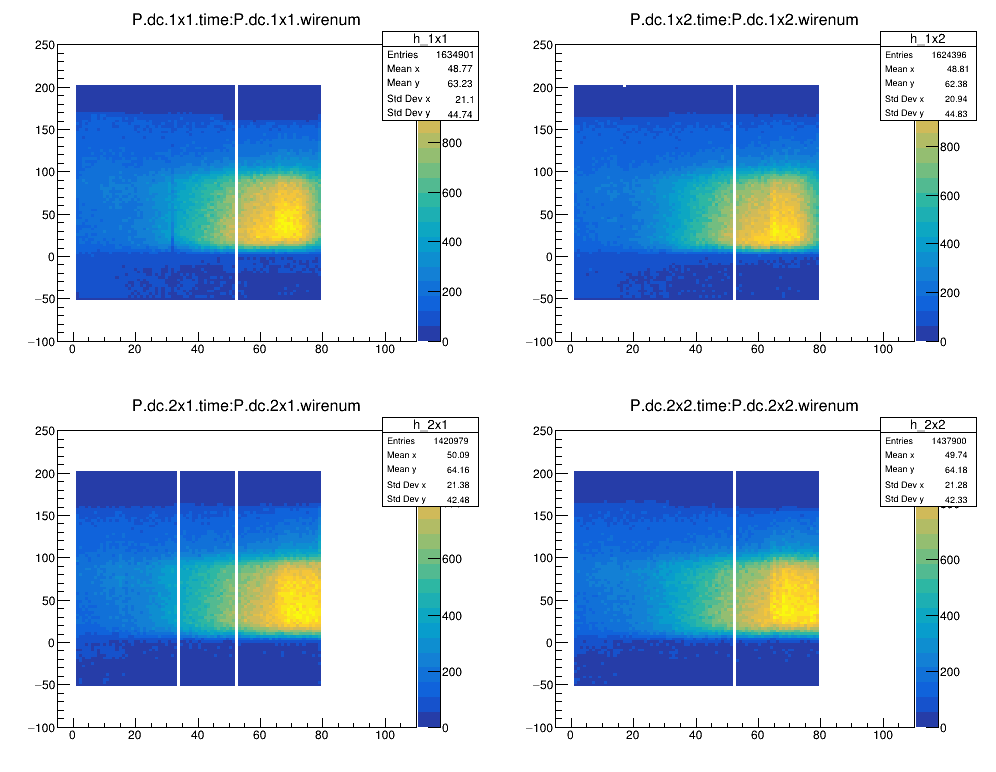 P.dc.1x1.time:P.dc.1x1.wirenum
h_1x1
Entries 1634901
Mean x 48.77
Mean y 63.23
Std Dev x 21.1
Std Dev y 44.74
250
200
150
100
50
0
−50
−100
0 20 40 60 80 100
800
600
400
200
0
P.dc.1x2.time:P.dc.1x2.wirenum
h_1x2
Entries 1624396
Mean x 48.81
Mean y 62.38
Std Dev x 20.94
Std Dev y 44.83
250
200
150
100
50
0
−50
−100
0 20 40 60 80 100
800
600
400
200
0
P.dc.2x1.time:P.dc.2x1.wirenum
h_2x1
Entries 1420979
Mean x 50.09
Mean y 64.16
Std Dev x 21.38
Std Dev y 42.48
250
200
150
100
50
0
−50
−100
0 20 40 60 80 100
600
400
200
0
P.dc.2x2.time:P.dc.2x2.wirenum
h_2x2
Entries 1437900
Mean x 49.74
Mean y 64.18
Std Dev x 21.28
Std Dev y 42.33
250
200
150
100
50
0
−50
−100
0 20 40 60 80 100
600
400
200
0